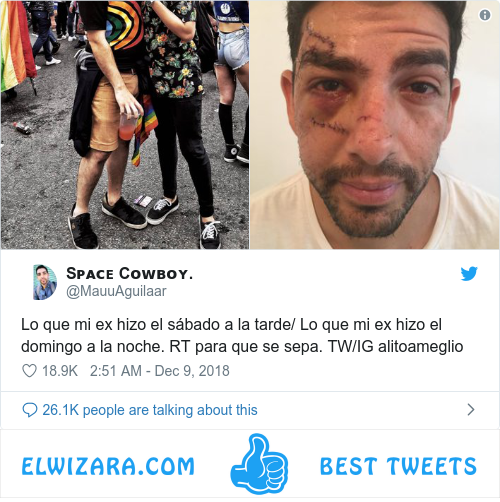 Space Cowboy.
@MauuAguilaar
Lo que mi ex hizo el sábado a la tarde/ Lo que mi ex hizo el
domingo a la noche. RT para que se sepa. TW/IG alitoameglio
18.9K 2:51 AM - Dec 9, 2018
26.1K people are talking about this
ELWIZARA.COM BEST TWEETS